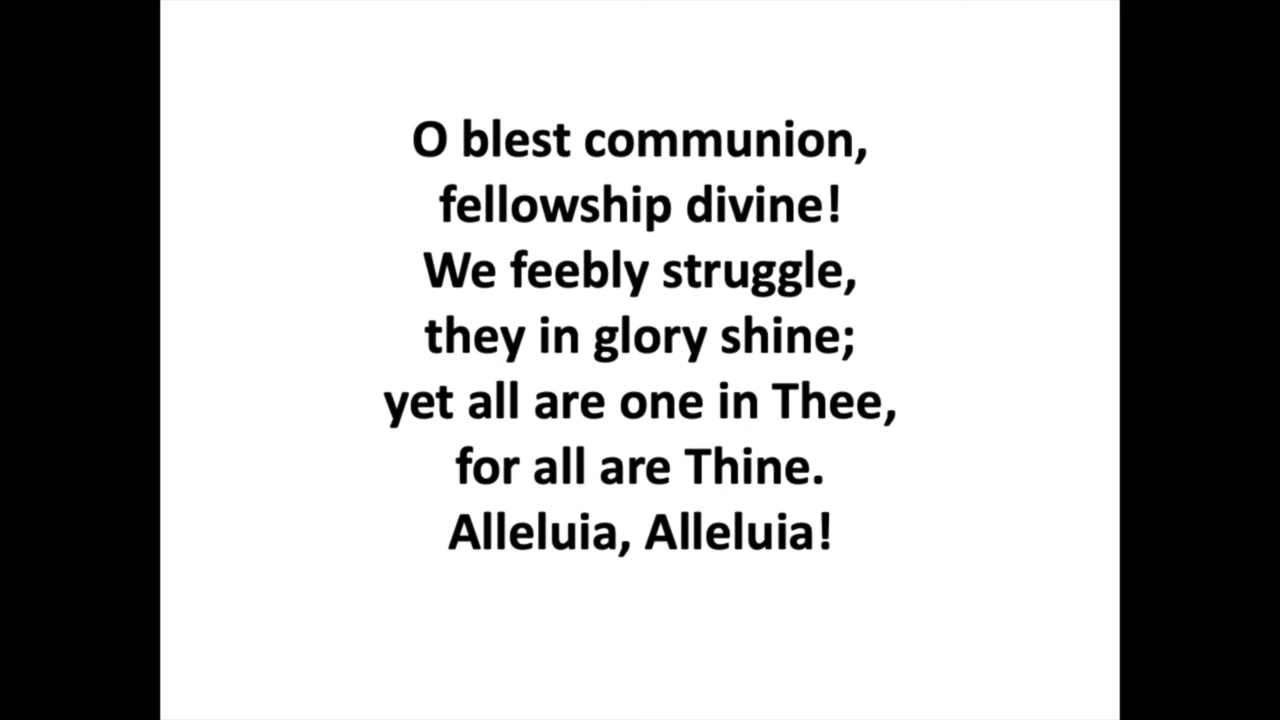 O blest communion,
fellowship divine!
We feebly struggle,
they in glory shine;
yet all are one in Thee,
for all are Thine.
Alleluia, Alleluia!